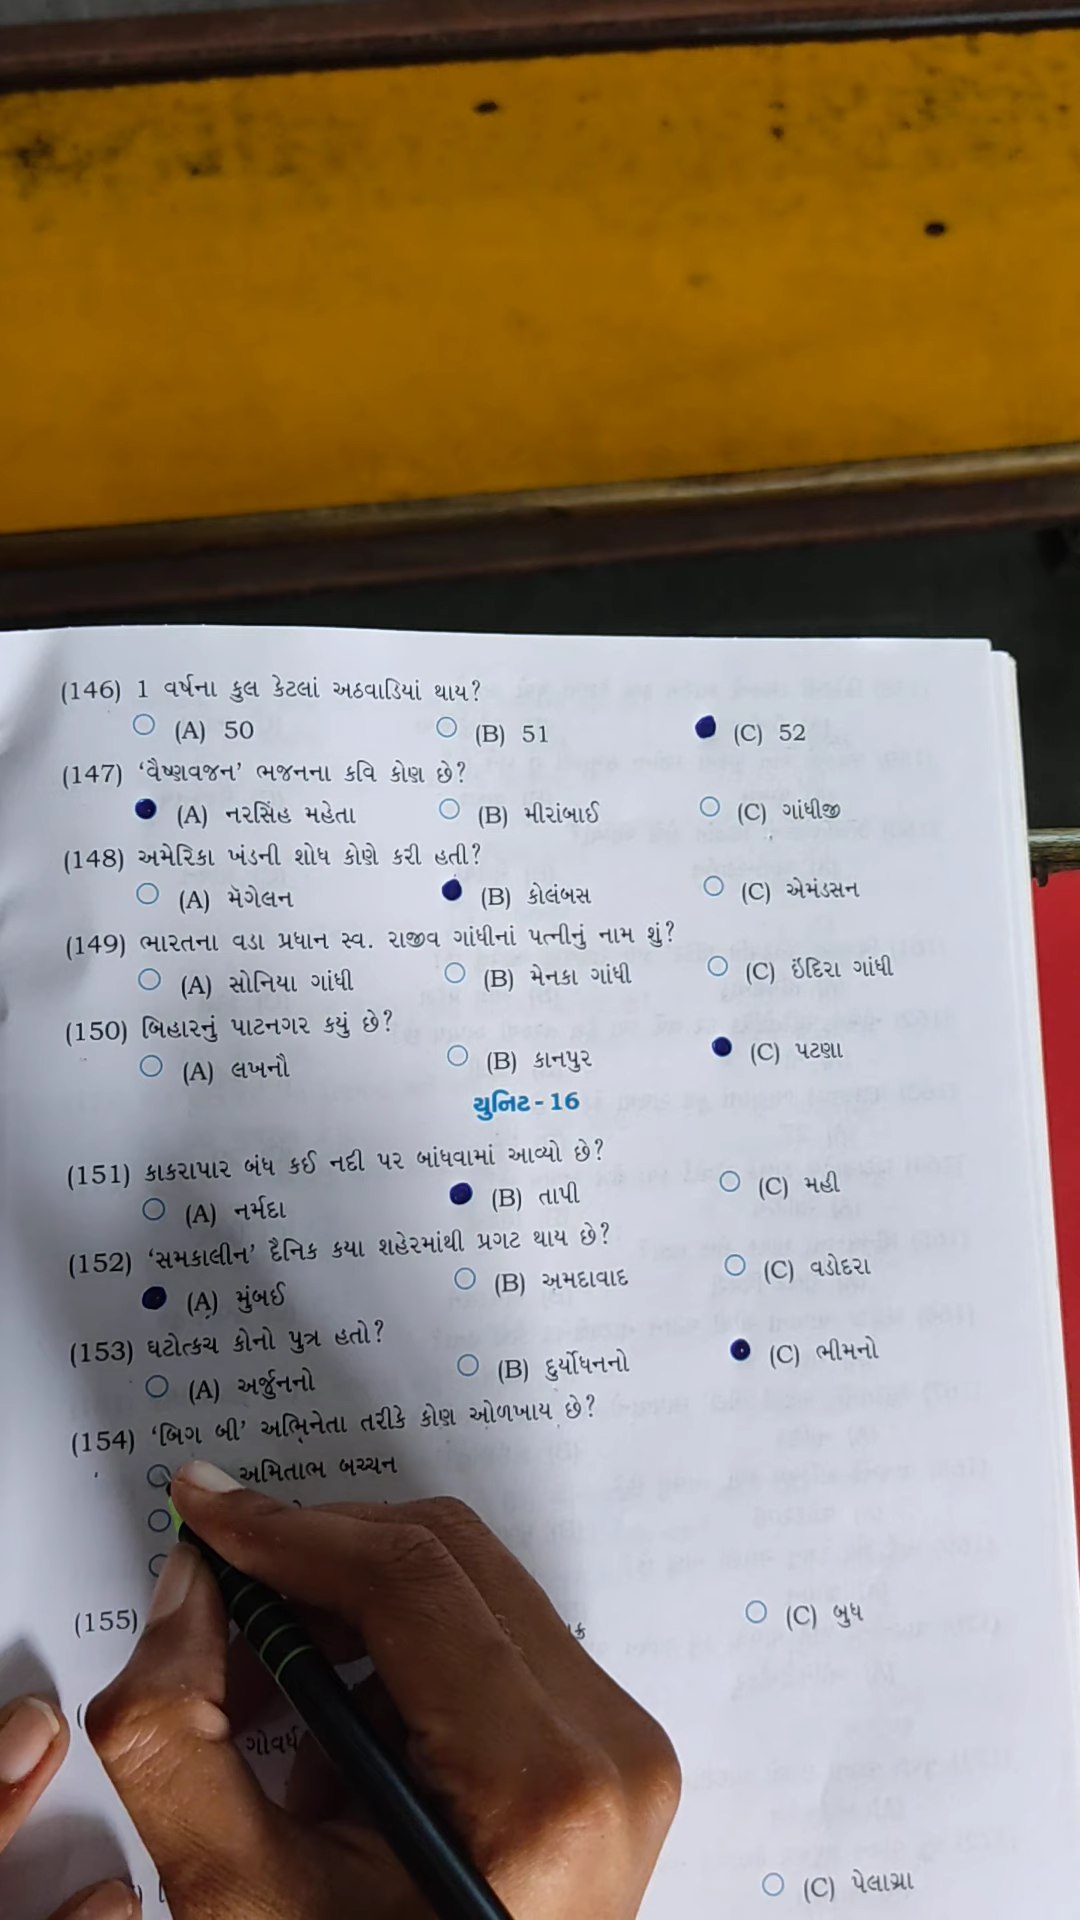 (146) 1 વર્ષના કુલ કેટલાં અઠવાડિયાં થાય?
(A) 50 (B) 51 (C) 52
(147) ‘વૈષ્ણવજન’ ભજનના કવિ કોણ છે?
(A) નરસિંહ મહેતા (B) મીરાંબાઈ (C) ગાંધીજી
(148) અમેરિકા ખંડની શોધ કોણે કરી હતી?
(A) મૅગેલન (B) કોલંબસ (C) એમંડસન
(149) ભારતના વડા પ્રધાન સ્વ. રાજીવ ગાંધીનાં પત્નીનું નામ શું?
(A) સોનિયા ગાંધી (B) મેનકા ગાંધી (C) ઇંદિરા ગાંધી
(150) બિહારનું પાટનગર કયું છે?
(A) લખનૌ (B) કાનપુર (C) પટણા
યુનિટ - 16
(151) કાકરાપાર બંધ કઈ નદી પર બાંધવામાં આવ્યો છે?
(A) નર્મદા (B) તાપી (C) મહી
(152) ‘સમકાલીન’ દૈનિક કયા શહેરમાંથી પ્રગટ થાય છે?
(A) મુંબઈ (B) અમદાવાદ (C) વડોદરા
(153) ઘટોત્કચ કોનો પુત્ર હતો?
(A) અર્જુનનો (B) દુર્યોધનનો (C) ભીમનો
(154) ‘બિગ બી’ અભિનેતા તરીકે કોણ ઓળખાય છે?
અમિતાભ બચ્ચન
(155) (C) બુધ
(C) પેલાગ્રા